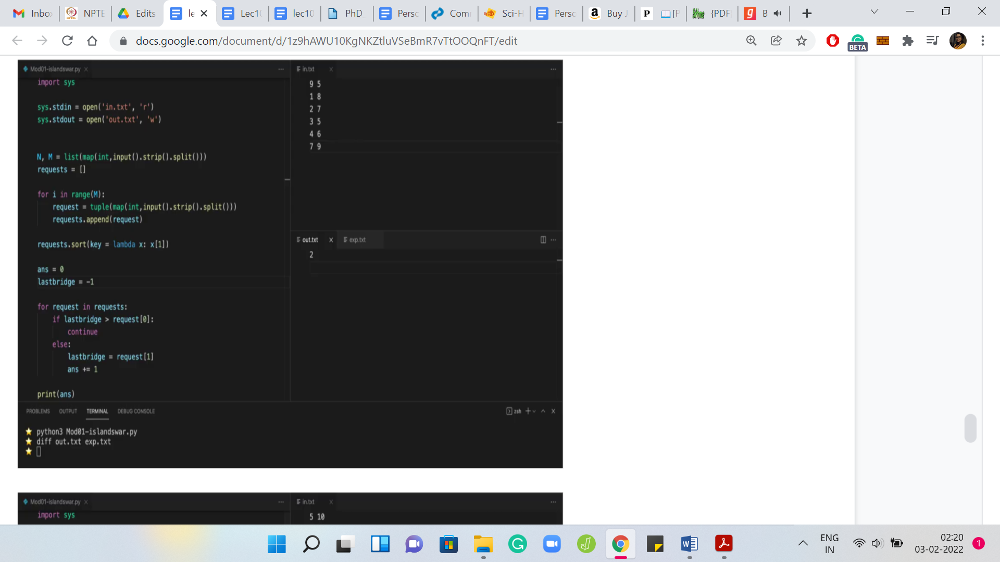 Inbo
NPTE
Edits
le
Lec1
lec10
PhD_
Perso
Com
Sci-H
Perso
Buy J
P
[P
{PDF
B
docs.google.com/document/d/1z9hAWU10KgNKZtluVSeBmR7vTtOOQnFT/edit
BETA
Mod01-islandswar.py
import sys
sys.stdin = open('in.txt', 'r')
sys.stdout = open('out.txt', 'w')
N, M = list(map(int,input().strip().split()))
requests = []
for i in range(M):
request = tuple(map(int,input().strip().split()))
requests.append(request)
requests.sort(key = lambda x: x[1])
ans = 0
lastbridge = -1
for request in requests:
if lastbridge > request[0]:
continue
else:
lastbridge = request[1]
ans += 1
print(ans)
in.txt
9 5
1 8
2 7
3 5
4 6
7 9
out.txt
exp.txt
2
PROBLEMS OUTPUT TERMINAL DEBUG CONSOLE
zsh
python3 Mod01-islandswar.py
diff out.txt exp.txt
Mod01-islandswar.py
import sys
in.txt
5 10
ENG
IN
02:20
03-02-2022
1